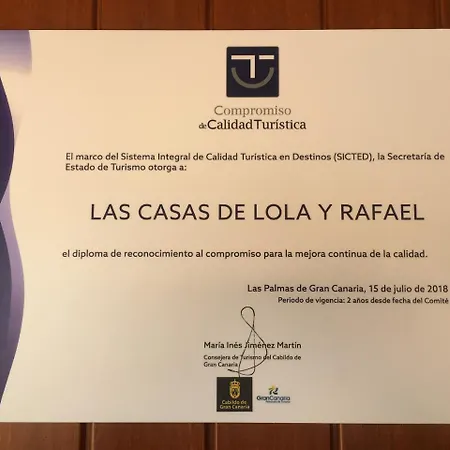 Compromiso
de Calidad Turística
El marco del Sistema Integral de Calidad Turística en Destinos (SICTED), la Secretaría de
Estado de Turismo otorga a:
LAS CASAS DE LOLA Y RAFAEL
el diploma de reconocimiento al compromiso para la mejora continua de la calidad.
Las Palmas de Gran Canaria, 15 de julio de 2018
Periodo de vigencia: 2 años desde fecha del Comité
María Inés Jiménez Martín
Consejera de Turismo del Cabildo de
Gran Canaria
Cabildo de
Gran Canaria
GranCanaria